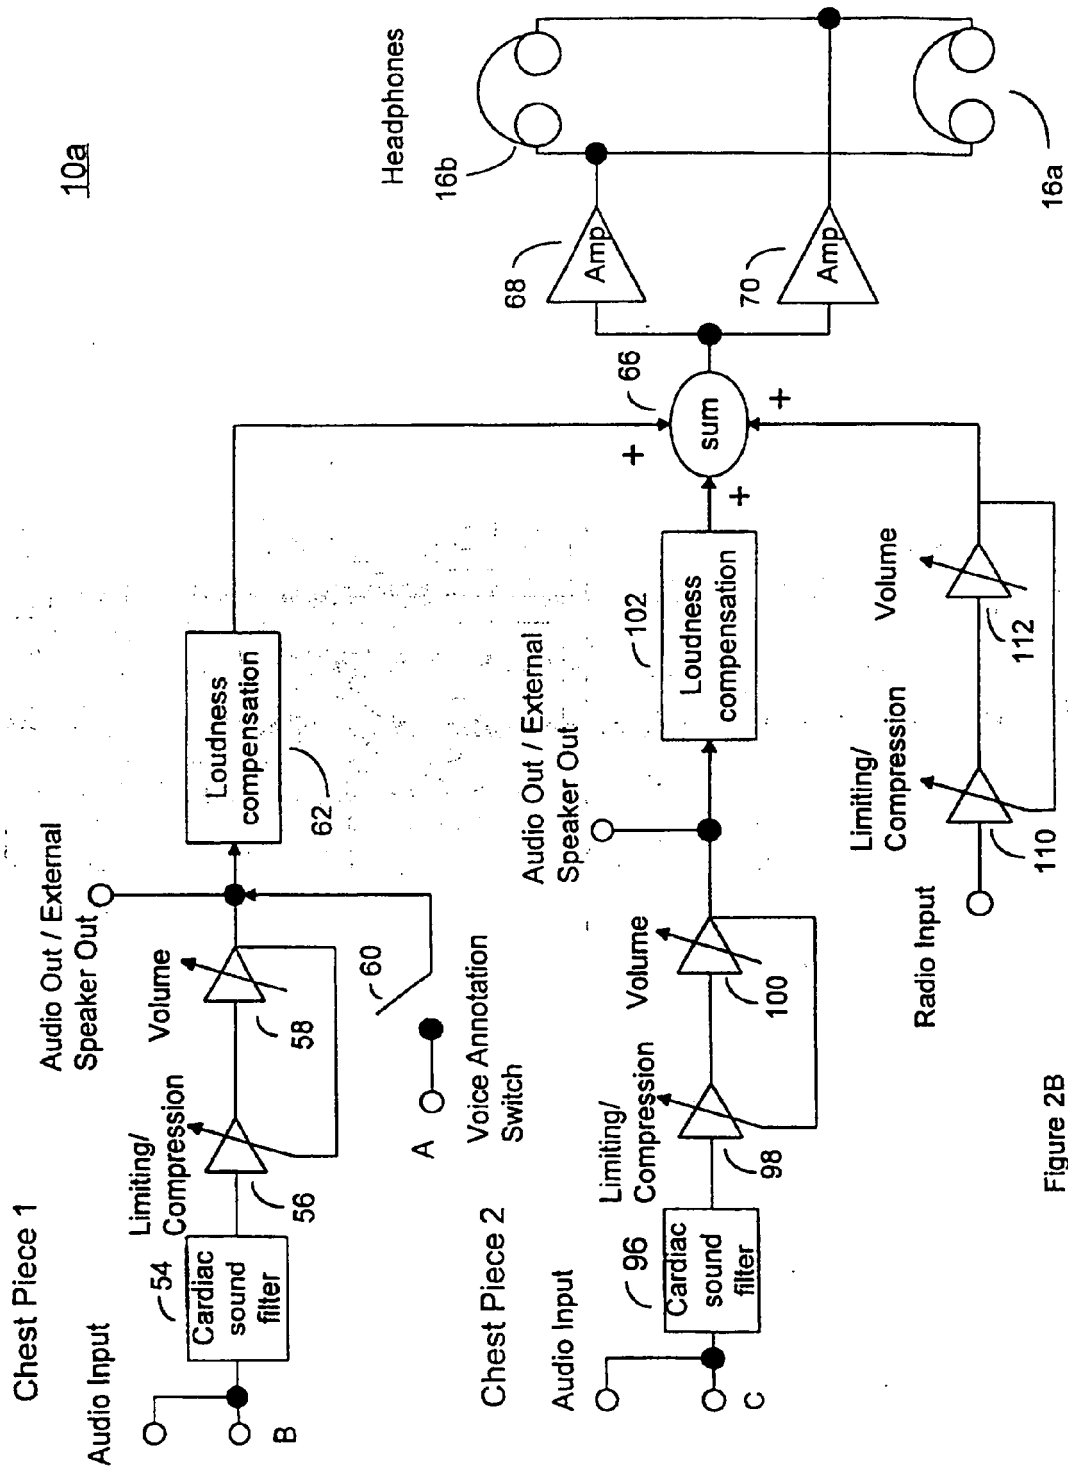 10a
Chest Piece 1
Audio Input
B
54
Cardiac
sound
filter
Limiting/
Compression
56
Volume
58
Audio Out / External
Speaker Out
60
A
Voice Annotation
Switch
Loudness
compensation
62
Chest Piece 2
Audio Input
C
96
Cardiac
sound
filter
Limiting/
Compression
98
Volume
100
Audio Out / External
Speaker Out
102
Loudness
compensation
Radio Input
Limiting/
Compression
110
Volume
112
+
+
+
sum
66
68
Amp
70
Amp
Headphones
16b
16a
Figure 2B